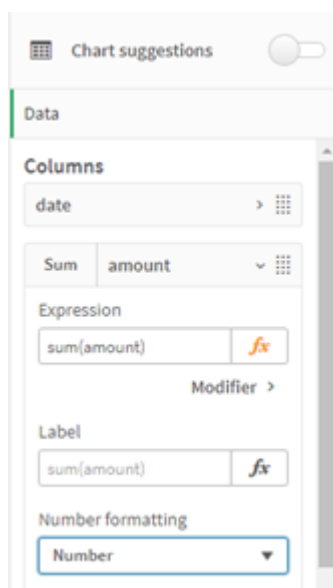 Chart suggestions
Data
Columns
date
Sum amount
Expression
sum(amount) fx
Modifier >
Label
sum(amount) fx
Number formatting
Number